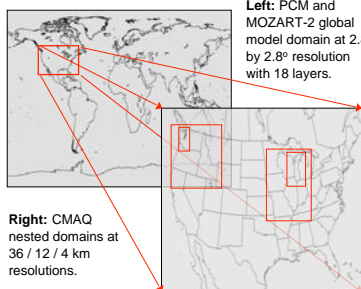 Left: PCM and
MOZART-2 global
model domain at 2.
by 2.8º resolution
with 18 layers.
Right: CMAQ
nested domains at
36 / 12 / 4 km
resolutions.